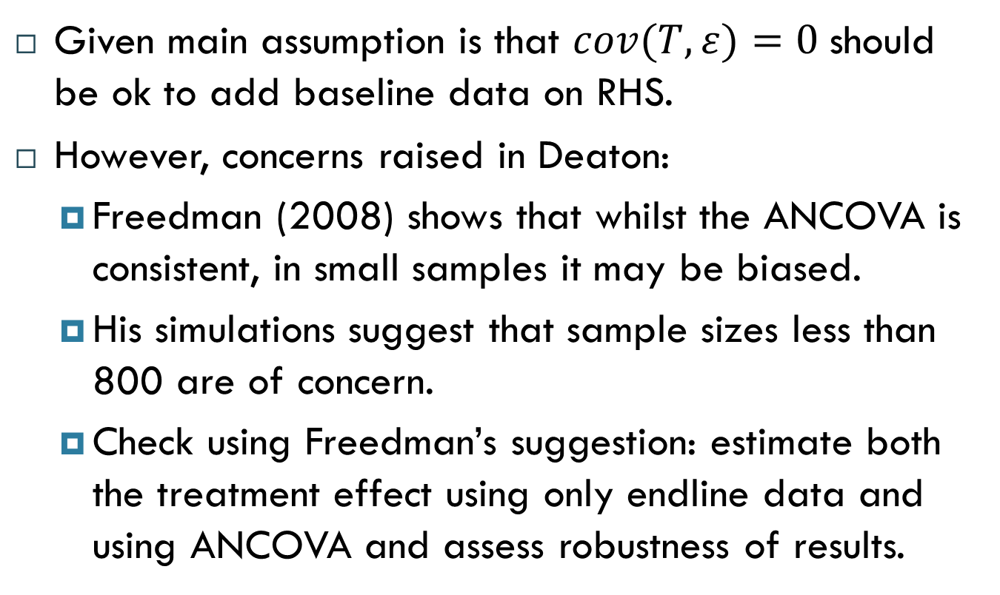 Given main assumption is that 𝑐𝑜𝑣(𝑇, 𝜀) = 0 should
be ok to add baseline data on RHS.
However, concerns raised in Deaton:
Freedman (2008) shows that whilst the ANCOVA is
consistent, in small samples it may be biased.
His simulations suggest that sample sizes less than
800 are of concern.
Check using Freedman’s suggestion: estimate both
the treatment effect using only endline data and
using ANCOVA and assess robustness of results.